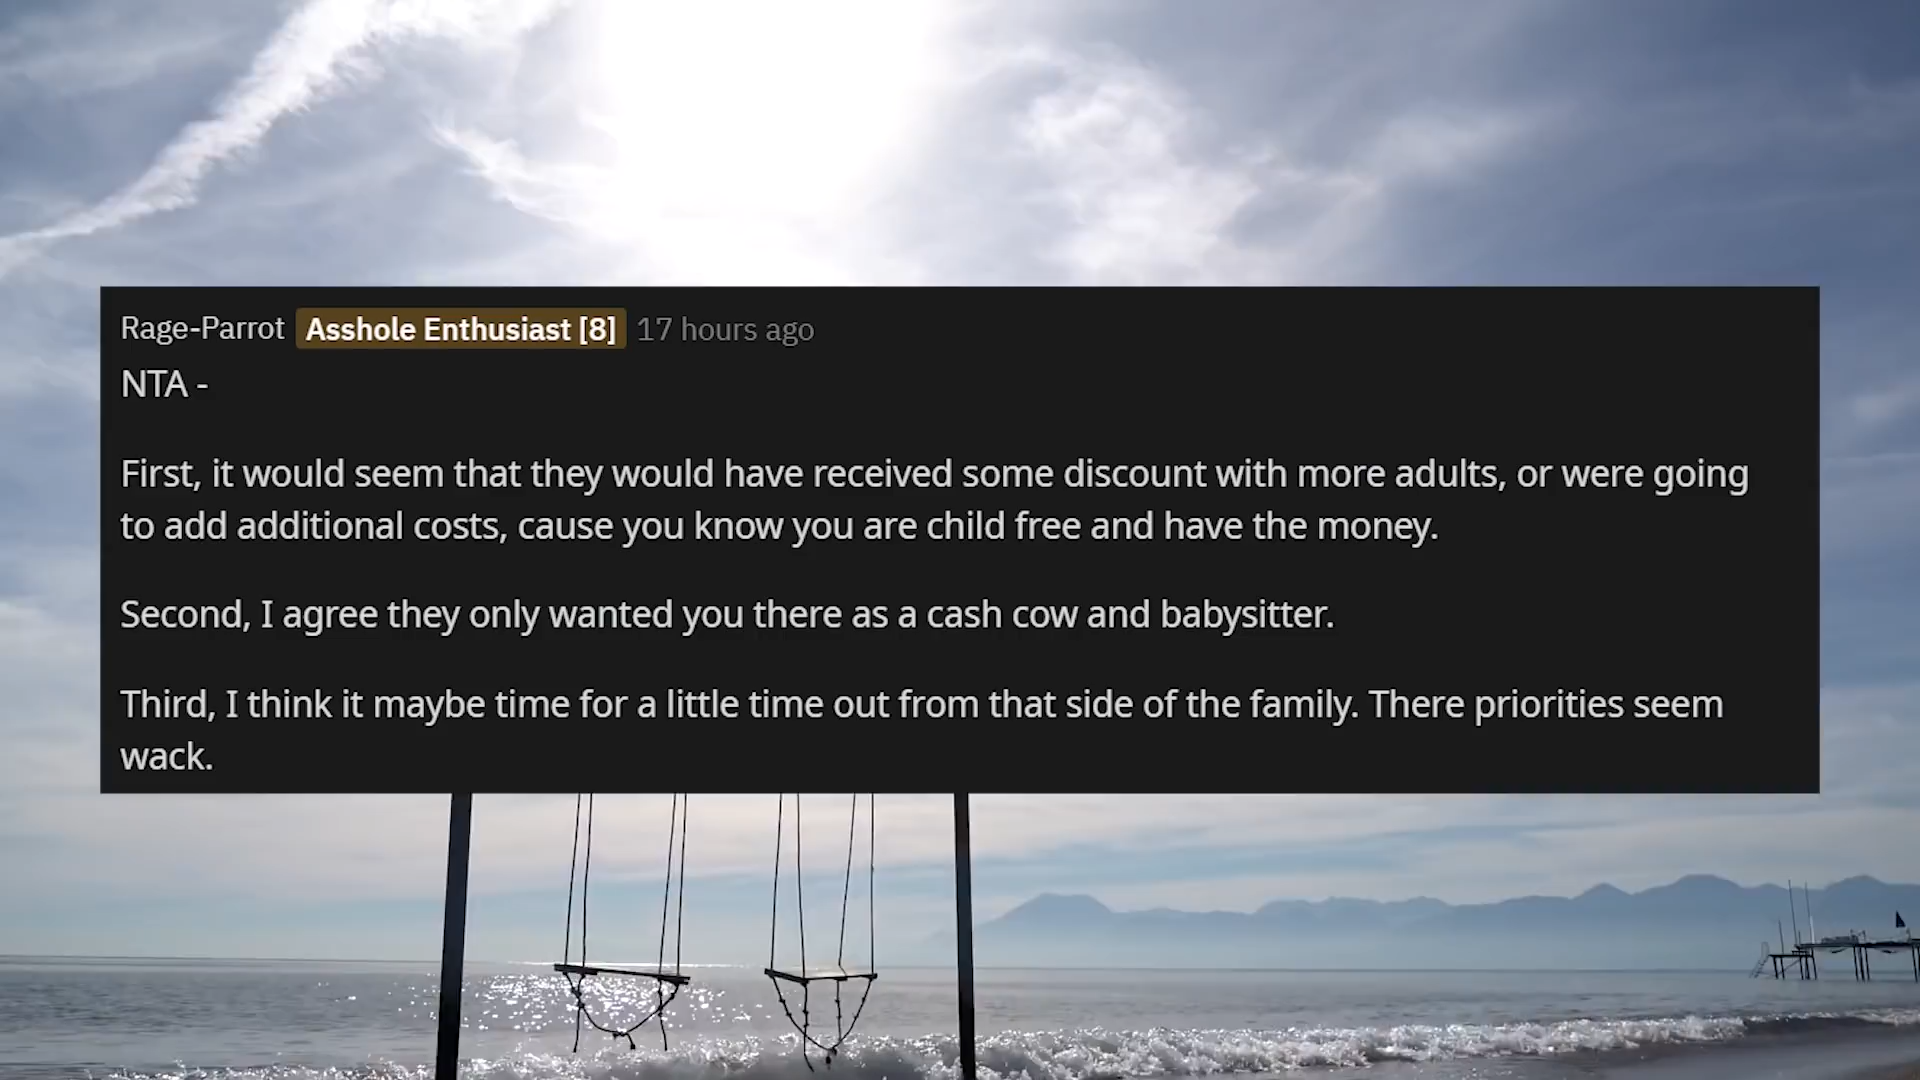 Rage-Parrot Asshole Enthusiast [8] 17 hours ago
NTA -
First, it would seem that they would have received some discount with more adults, or were going
to add additional costs, cause you know you are child free and have the money.
Second, I agree they only wanted you there as a cash cow and babysitter.
Third, I think it maybe time for a little time out from that side of the family. There priorities seem
wack.